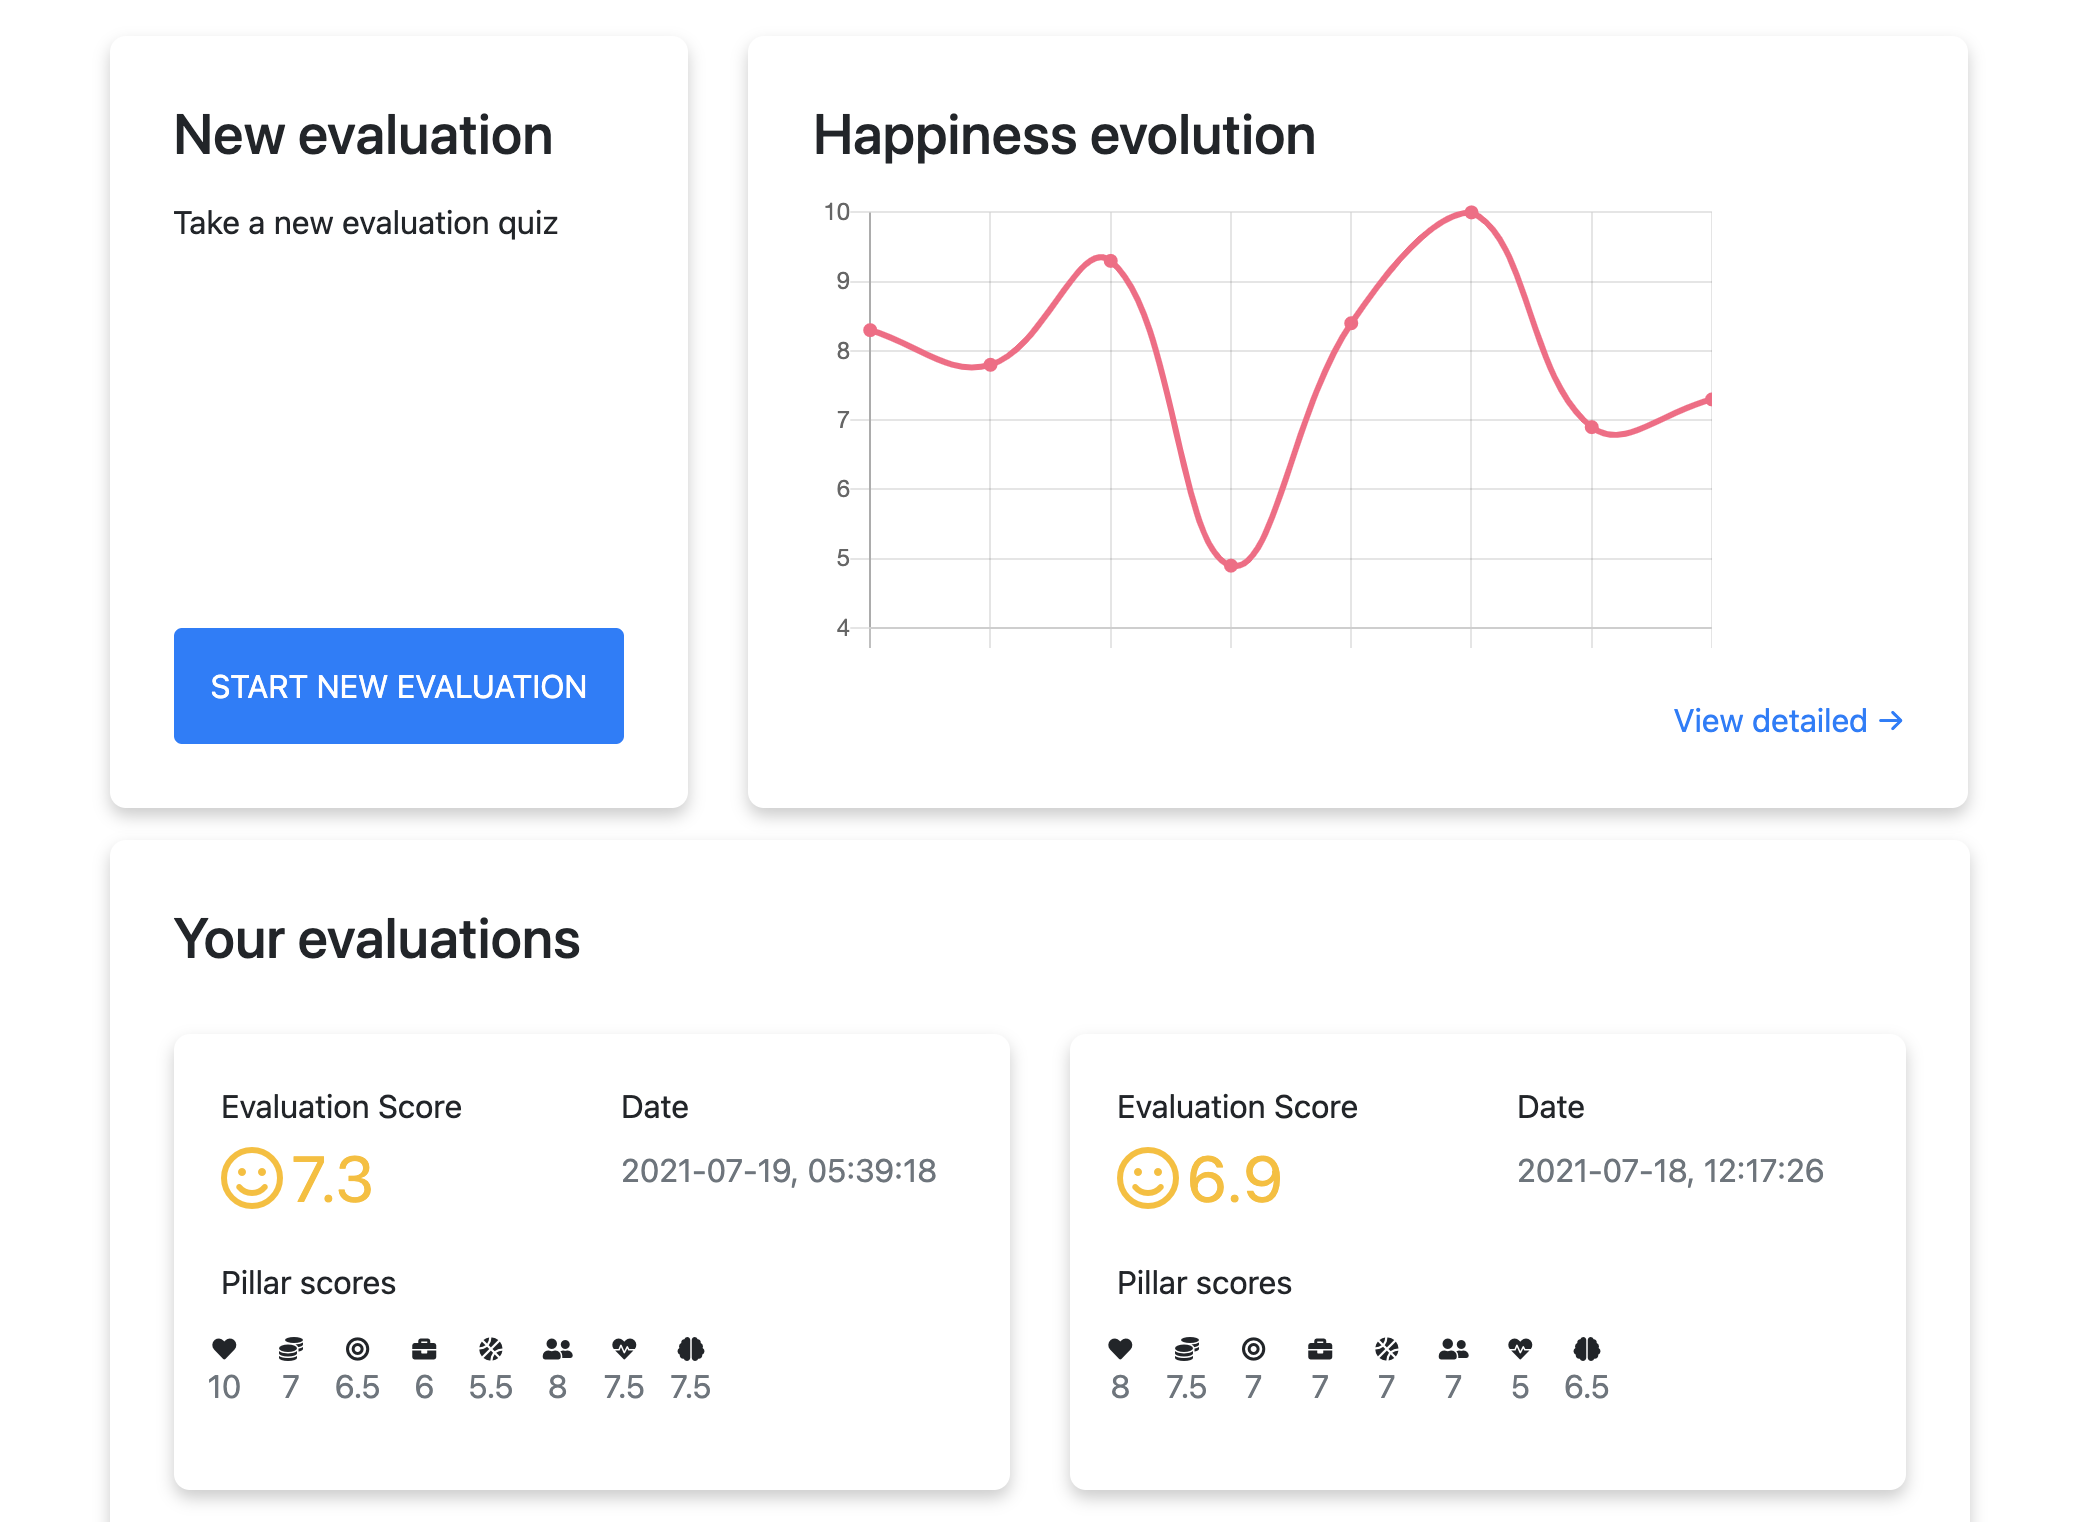 New evaluation
Take a new evaluation quiz
START NEW EVALUATION
Happiness evolution
10
9
8
7
6
5
4
View detailed →
Your evaluations
Evaluation Score Date
7.3 2021-07-19, 05:39:18
Pillar scores
10 7 6.5 6 5.5 8 7.5 7.5
Evaluation Score Date
6.9 2021-07-18, 12:17:26
Pillar scores
8 7.5 7 7 7 7 5 6.5